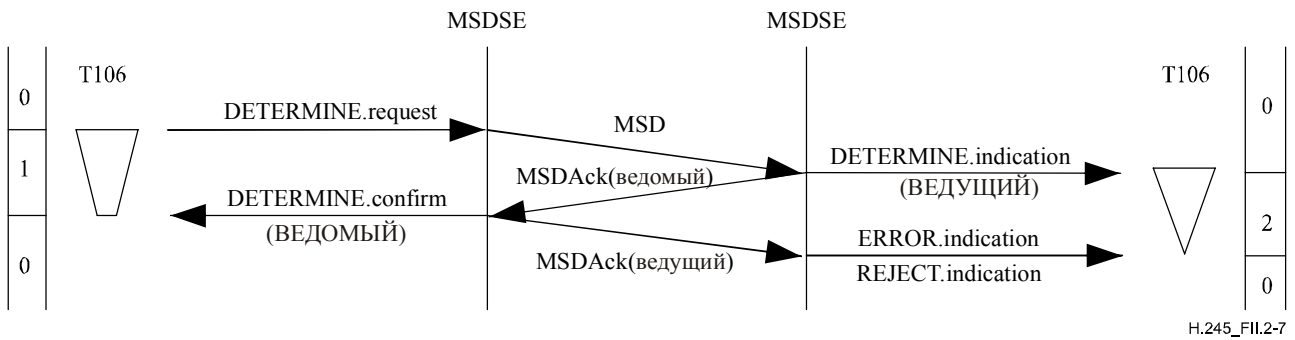 MSDSE MSDSE
T106 T106
0 0
DETERMINE.request
MSD
1
MSDAck(ведомый)
DETERMINE.indication
(ВЕДУЩИЙ)
DETERMINE.confirm
(ВЕДОМЫЙ)
2
ERROR.indication
MSDAck(ведущий)
0
REJECT.indication
0
H.245_FII.2-7